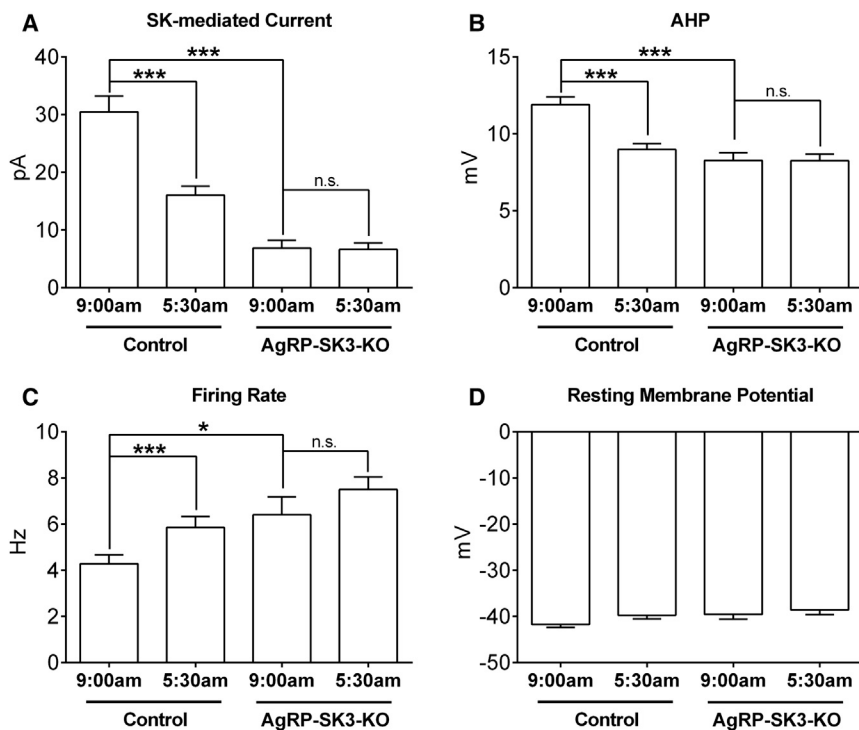 A
SK-mediated Current
pA
40
30
20
10
0
***
***
n.s.
9:00am 5:30am 9:00am 5:30am
Control AgRP-SK3-KO
B
AHP
mV
15
10
5
0
***
***
n.s.
9:00am 5:30am 9:00am 5:30am
Control AgRP-SK3-KO
C
Firing Rate
Hz
10
8
6
4
2
0
*
***
n.s.
9:00am 5:30am 9:00am 5:30am
Control AgRP-SK3-KO
D
Resting Membrane Potential
mV
0
-10
-20
-30
-40
-50
9:00am 5:30am 9:00am 5:30am
Control AgRP-SK3-KO